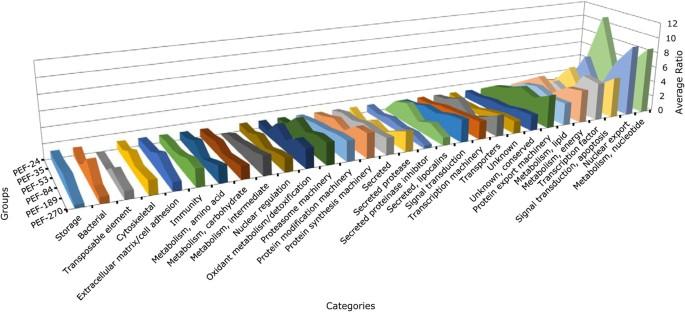 12
10
8
6
4
2
0
Average Ratio
PEF-24
PEF-35
PEF-53
PEF-84
PEF-189
PEF-270
Groups
Storage
Bacterial
Transposable element
Cytoskeletal
Extracellular matrix/cell adhesion
Immunity
Metabolism, amino acid
Metabolism, carbohydrate
Metabolism, intermediate
Nuclear regulation
Oxidant metabolism/detoxification
Proteasome machinery
Protein modification machinery
Protein synthesis machinery
Secreted
Secreted protease
Secreted proteinase inhibitor
Secreted, lipocalins
Signal transduction
Transcription machinery
Transporters
Unknown
Unknown, conserved
Protein export machinery
Metabolism, lipid
Metabolism, energy
Transcription factor
Signal transduction, apoptosis
Nuclear export
Metabolism, nucleotide
Categories